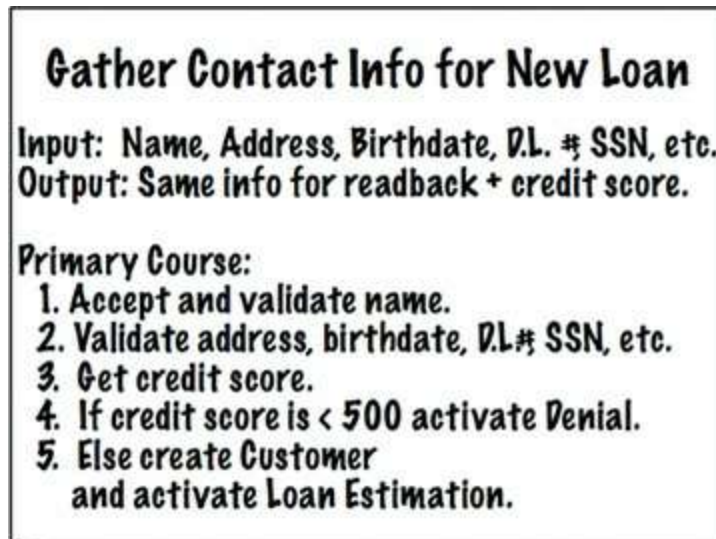 Gather Contact Info for New Loan
Input: Name, Address, Birthdate, D.L. #, SSN, etc.
Output: Same info for readback + credit score.
Primary Course:
1. Accept and validate name.
2. Validate address, birthdate, D.L.#, SSN, etc.
3. Get credit score.
4. If credit score is < 500 activate Denial.
5. Else create Customer
and activate Loan Estimation.